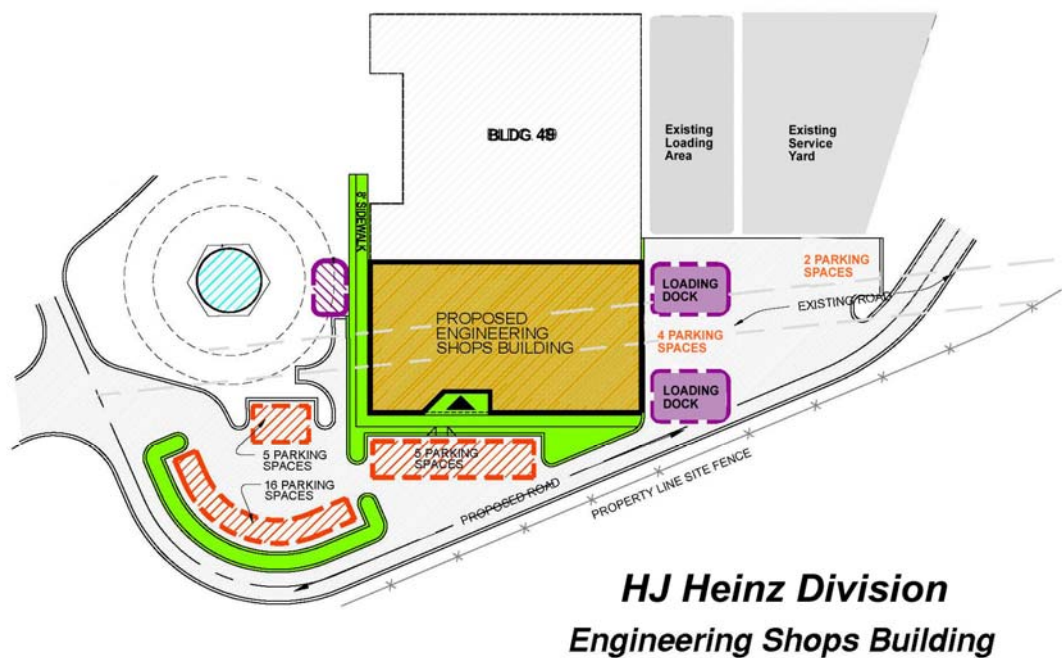 BLDG. 49
Existing
Loading
Area
Existing
Service
Yard
8' SIDEWALK
2 PARKING
SPACES
LOADING
DOCK
EXISTING ROAD
PROPOSED
ENGINEERING
SHOPS BUILDING
4 PARKING
SPACES
LOADING
DOCK
5 PARKING
SPACES
5 PARKING
SPACES
16 PARKING
SPACES
PROPOSED ROAD
PROPERTY LINE SITE FENCE
HJ Heinz Division
Engineering Shops Building